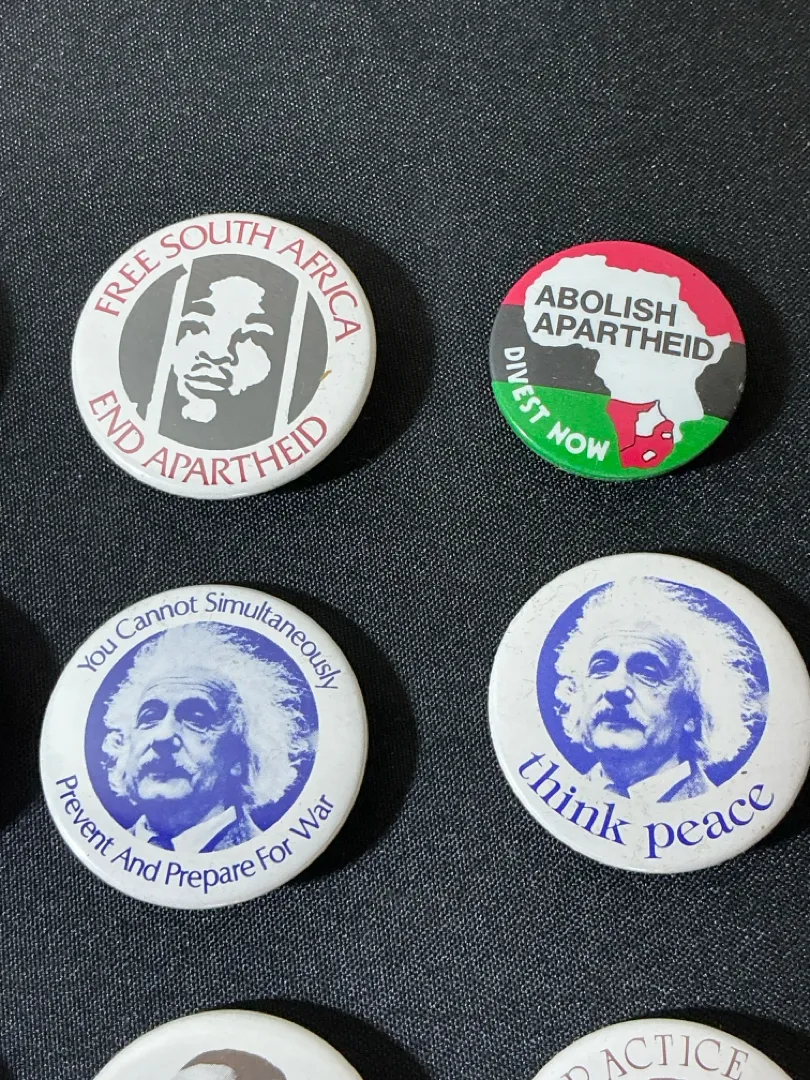 FREE SOUTH AFRICA
END APARTHEID
ABOLISH
APARTHEID
DIVEST NOW
You Cannot Simultaneously
Prevent And Prepare For War
think peace